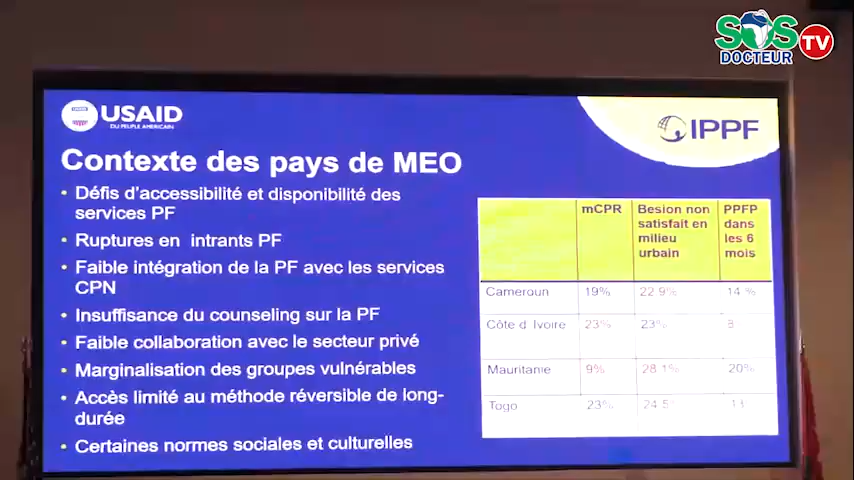 SOS
DOCTEUR
TV
USAID
DU PEUPLE AMERICAIN
IPPF
Contexte des pays de MEO
• Défis d'accessibilité et disponibilité des
services PF
• Ruptures en intrants PF
• Faible intégration de la PF avec les services
CPN
• Insuffisance du counseling sur la PF
• Faible collaboration avec le secteur privé
• Marginalisation des groupes vulnérables
• Accès limité au méthode réversible de long-
durée
• Certaines normes sociales et culturelles
mCPR
Besion non
satisfait en
milieu
urbain
PPFP
dans
les 6
mois
Cameroun 19% 22.9% 14 %
Côte d Ivoire 23% 23%
Mauritanie 9% 28.1% 20%
Togo 23% 24.5